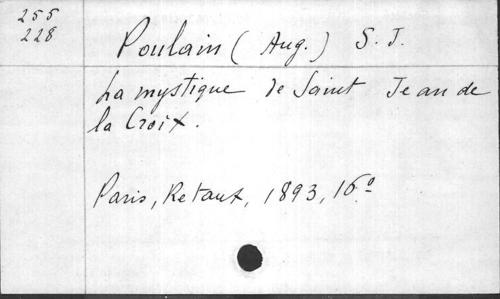 255
228
Poulain (Aug.) S. J.
La mystique de Saint Jean de
la Croix.
Paris, Retaux, 1893, 16º